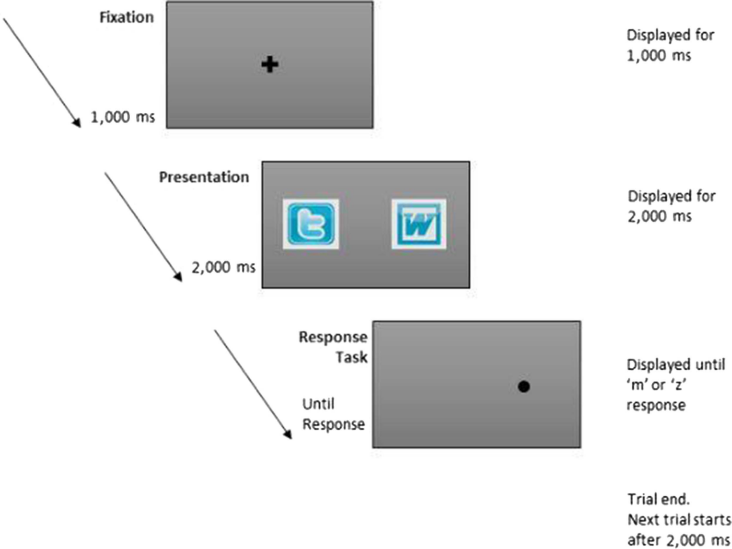 Fixation
Displayed for
1,000 ms
1,000 ms
Presentation
Displayed for
2,000 ms
t
W
2,000 ms
Response
Task
Displayed until
'm' or 'z'
response
Until
Response
Trial end.
Next trial starts
after 2,000 ms